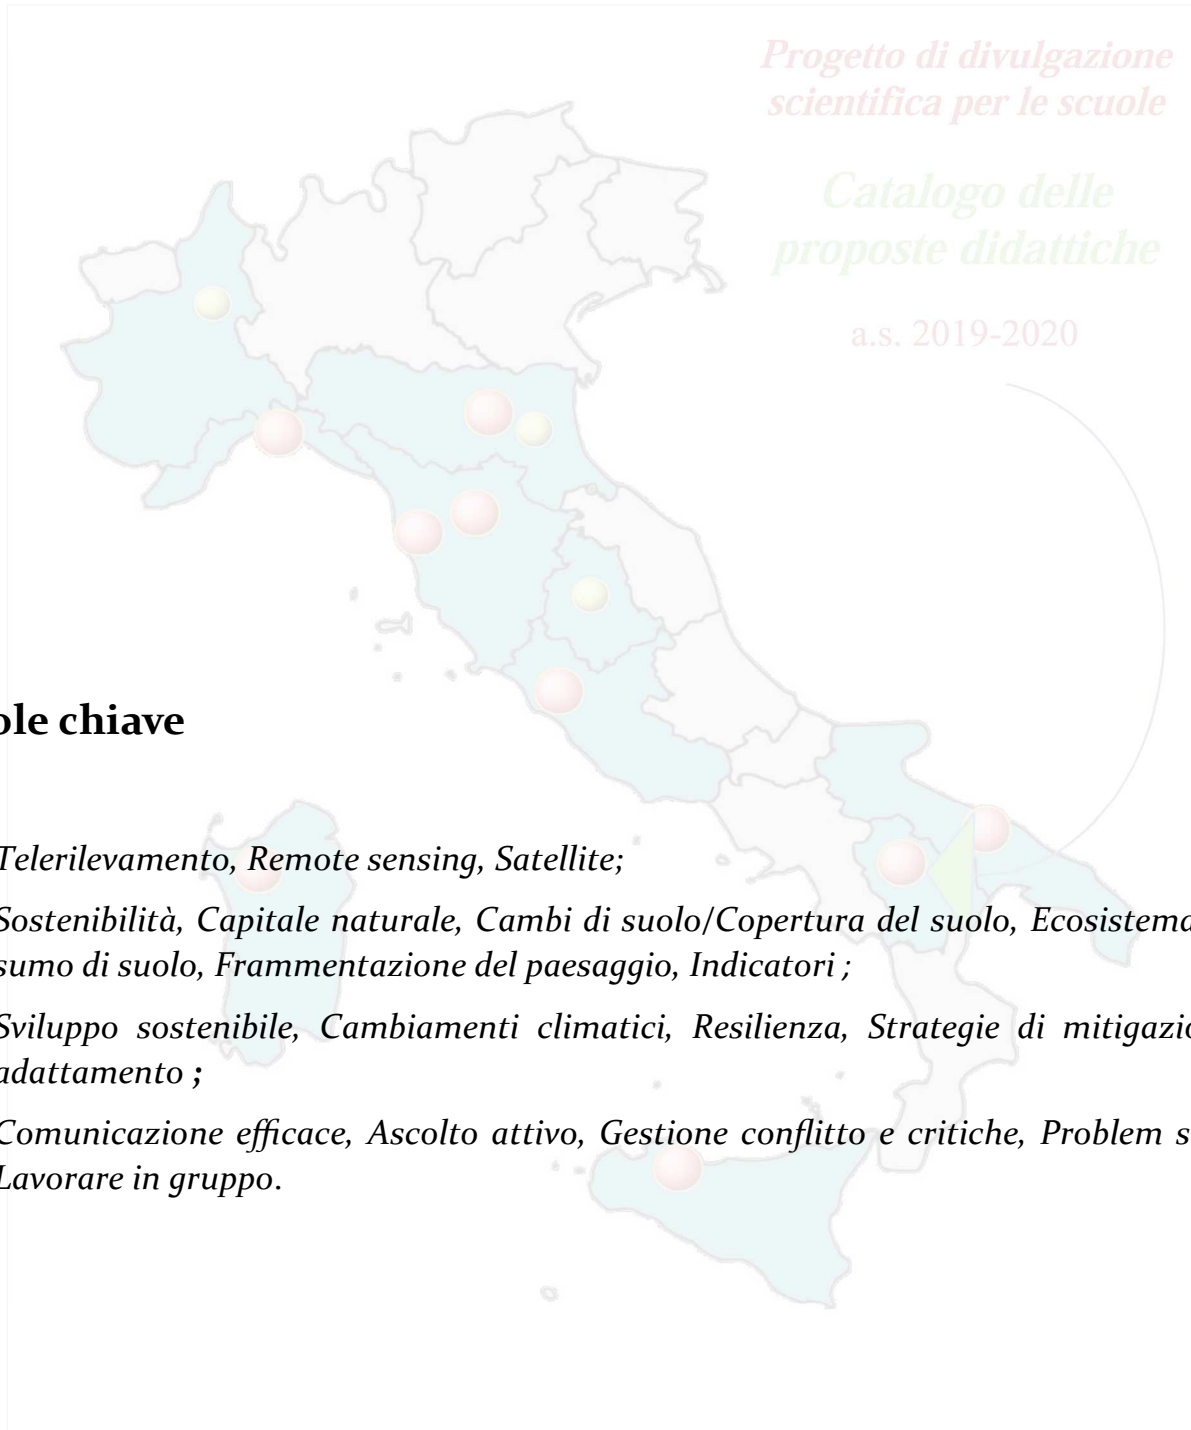 Progetto di divulgazione
scientifica per le scuole
Catalogo delle
proposte didattiche
a.s. 2019-2020
ole chiave
Telerilevamento, Remote sensing, Satellite;
Sostenibilità, Capitale naturale, Cambi di suolo/Copertura del suolo, Ecosistema
sumo di suolo, Frammentazione del paesaggio, Indicatori ;
Sviluppo sostenibile, Cambiamenti climatici, Resilienza, Strategie di mitigazio
adattamento ;
Comunicazione efficace, Ascolto attivo, Gestione conflitto e critiche, Problem s
Lavorare in gruppo.